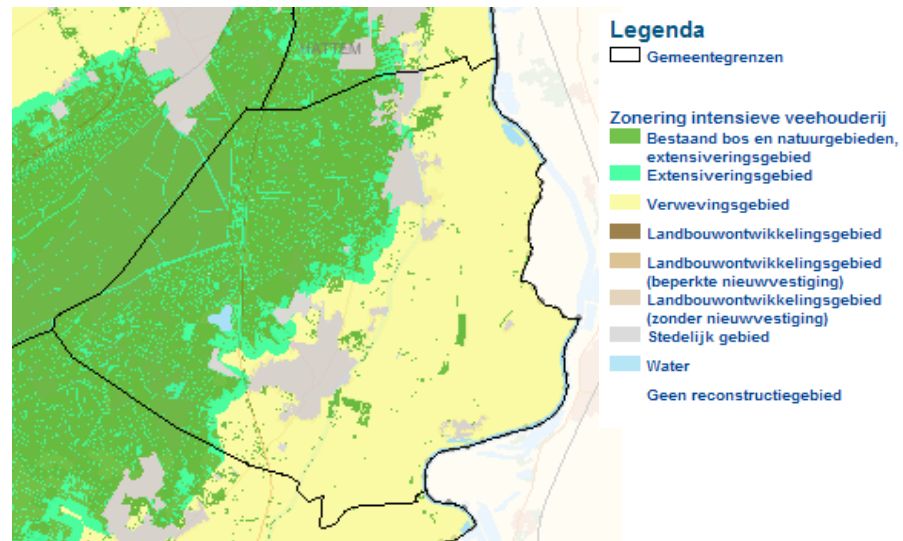 HATTEM
Legenda
Gemeentegrenzen
Zonering intensieve veehouderij
Bestaand bos en natuurgebieden,
extensiveringsgebied
Extensiveringsgebied
Verwevingsgebied
Landbouwontwikkelingsgebied
Landbouwontwikkelingsgebied
(beperkte nieuwvestiging)
Landbouwontwikkelingsgebied
(zonder nieuwvestiging)
Stedelijk gebied
Water
Geen reconstructiegebied